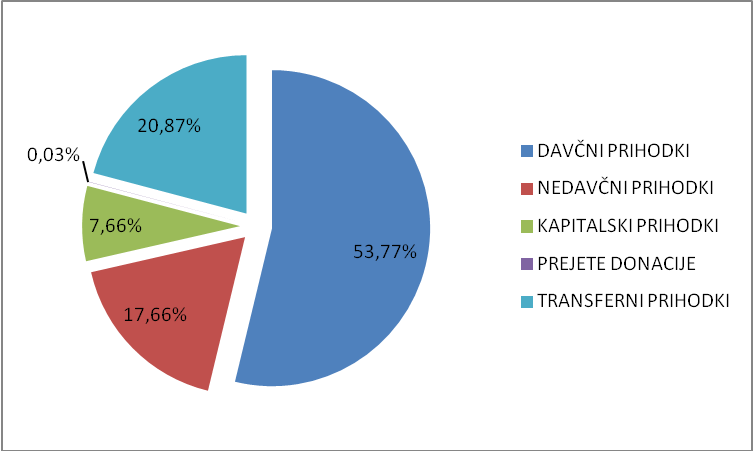 20,87%
0,03%
7,66%
17,66%
53,77%
DAVČNI PRIHODKI
NEDAVČNI PRIHODKI
KAPITALSKI PRIHODKI
PREJETE DONACIJE
TRANSFERNI PRIHODKI